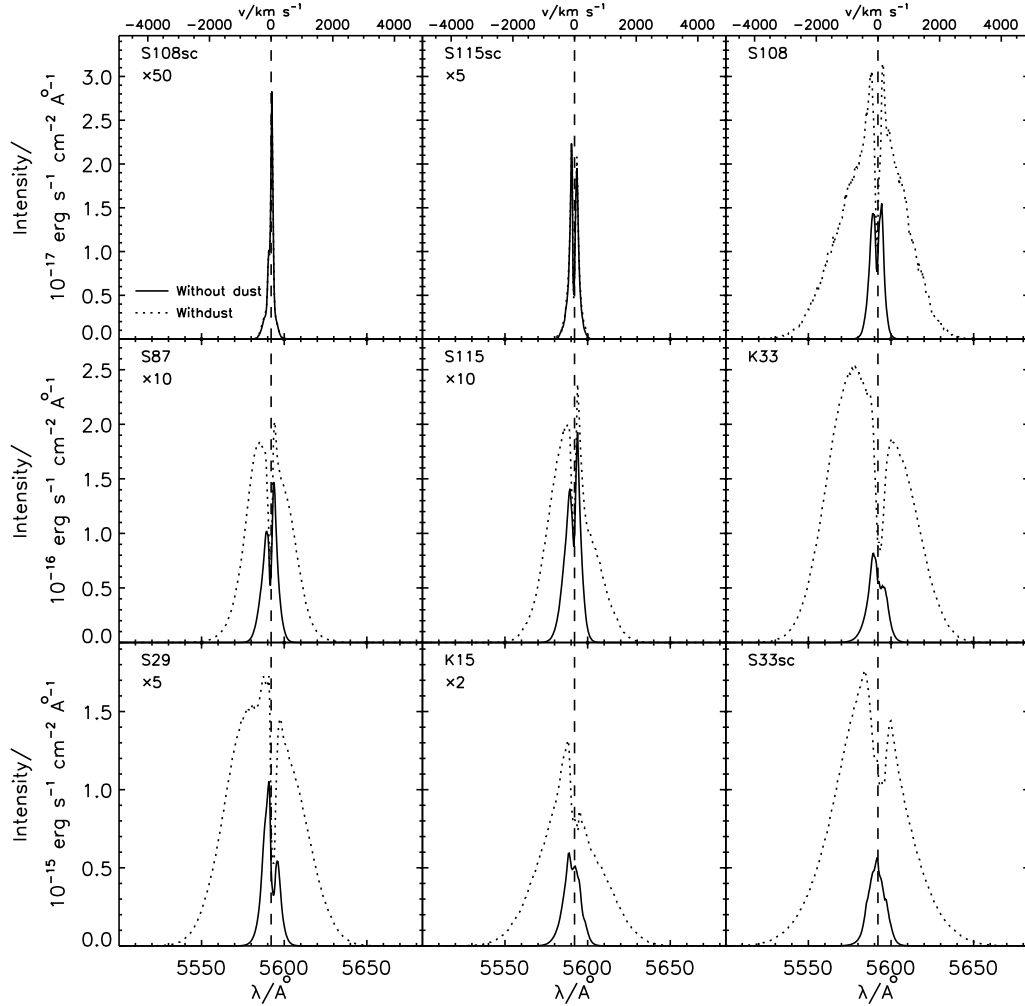 v/km s⁻¹ v/km s⁻¹ v/km s⁻¹
−4000 −2000 0 2000 4000 −4000 −2000 0 2000 4000 −4000 −2000 0 2000 4000
S108sc S115sc S108
×50 ×5
3.0
2.5
2.0
1.5
1.0
0.5
0.0
Intensity/
10⁻¹⁷ erg s⁻¹ cm⁻² Å⁻¹
Without dust
Withdust
S87 S115 K33
×10 ×10
2.5
2.0
1.5
1.0
0.5
0.0
Intensity/
10⁻¹⁶ erg s⁻¹ cm⁻² Å⁻¹
S29 K15 S33sc
×5 ×2
1.5
1.0
0.5
0.0
Intensity/
10⁻¹⁵ erg s⁻¹ cm⁻² Å⁻¹
5550 5600 5650 5550 5600 5650 5550 5600 5650
λ/Å λ/Å λ/Å